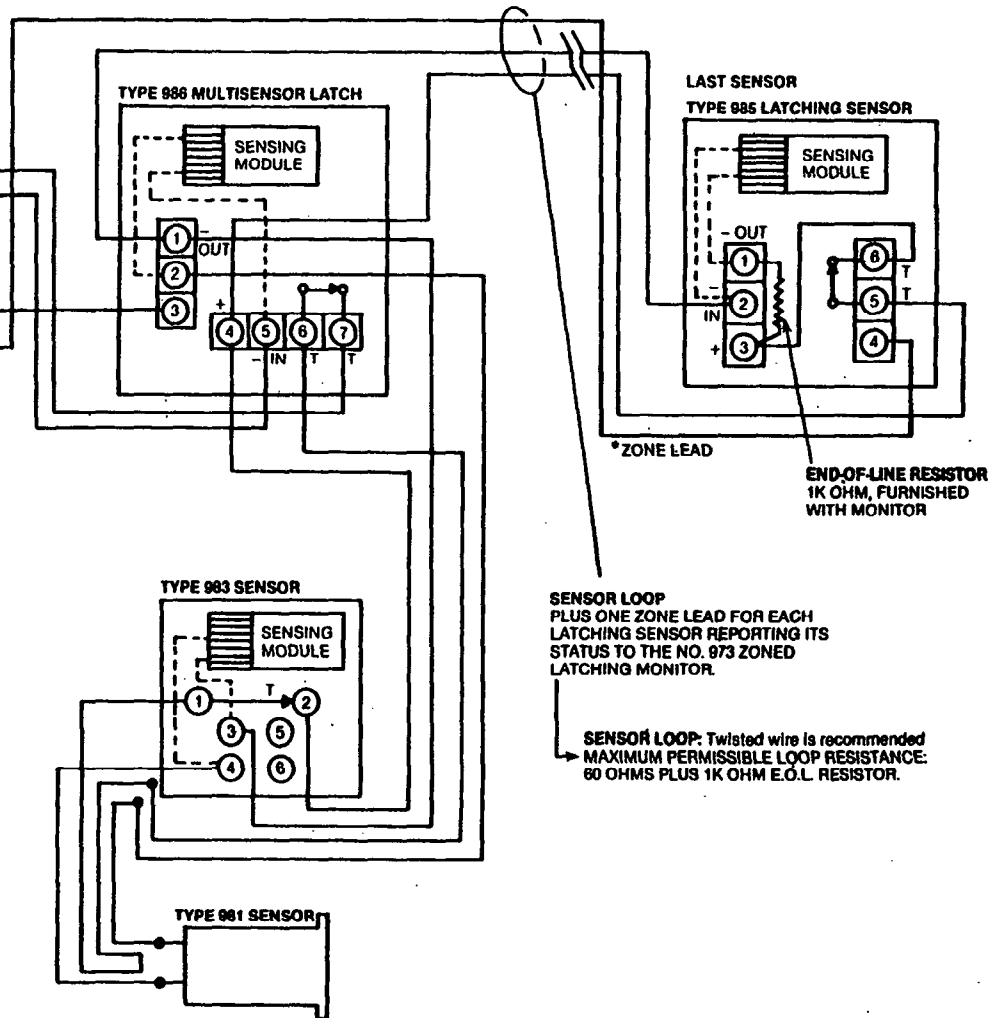 TYPE 986 MULTISENSOR LATCH
SENSING
MODULE
1
2
3
−
OUT
+
4
5
6
7
− IN
T
T
LAST SENSOR
TYPE 985 LATCHING SENSOR
SENSING
MODULE
− OUT
1
−
2
IN
+
3
6
T
5
T
4
*ZONE LEAD
END-OF-LINE RESISTOR
1K OHM, FURNISHED
WITH MONITOR
TYPE 983 SENSOR
SENSING
MODULE
1
T
2
3
5
4
6
SENSOR LOOP
PLUS ONE ZONE LEAD FOR EACH
LATCHING SENSOR REPORTING ITS
STATUS TO THE NO. 973 ZONED
LATCHING MONITOR.
SENSOR LOOP: Twisted wire is recommended
MAXIMUM PERMISSIBLE LOOP RESISTANCE:
60 OHMS PLUS 1K OHM E.O.L. RESISTOR.
TYPE 981 SENSOR